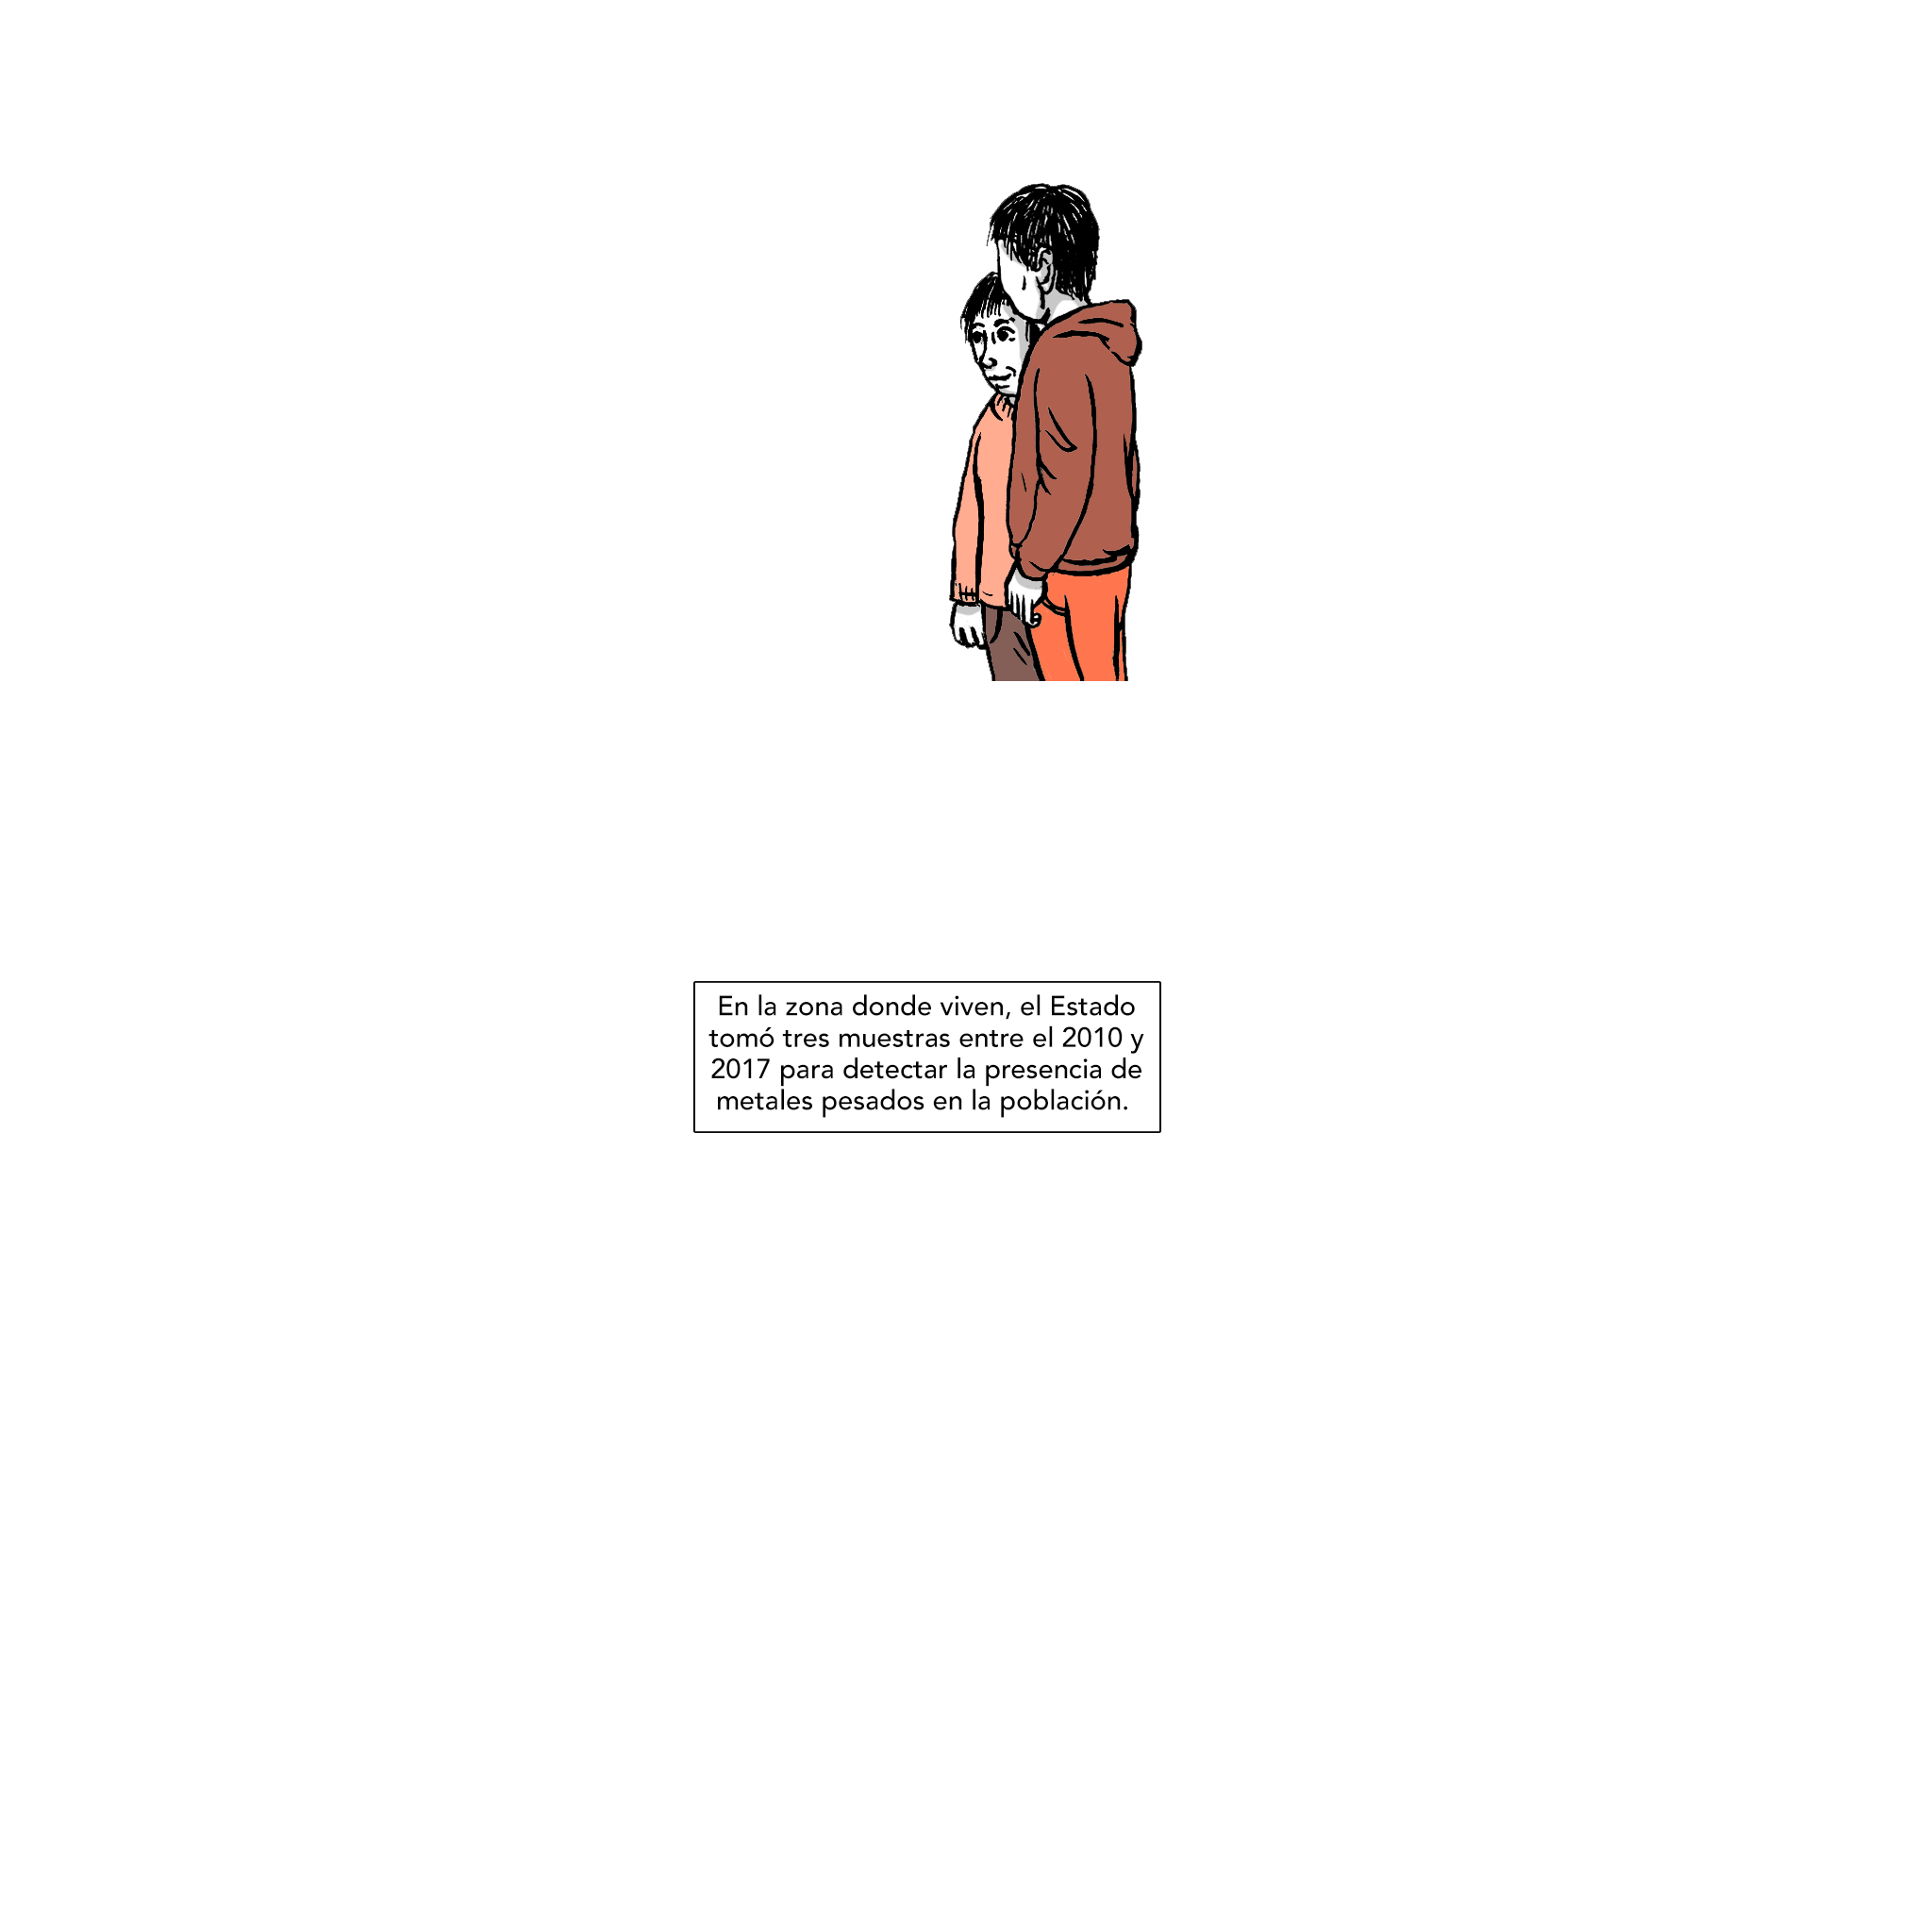 En la zona donde viven, el Estado
tomó tres muestras entre el 2010 y
2017 para detectar la presencia de
metales pesados en la población.